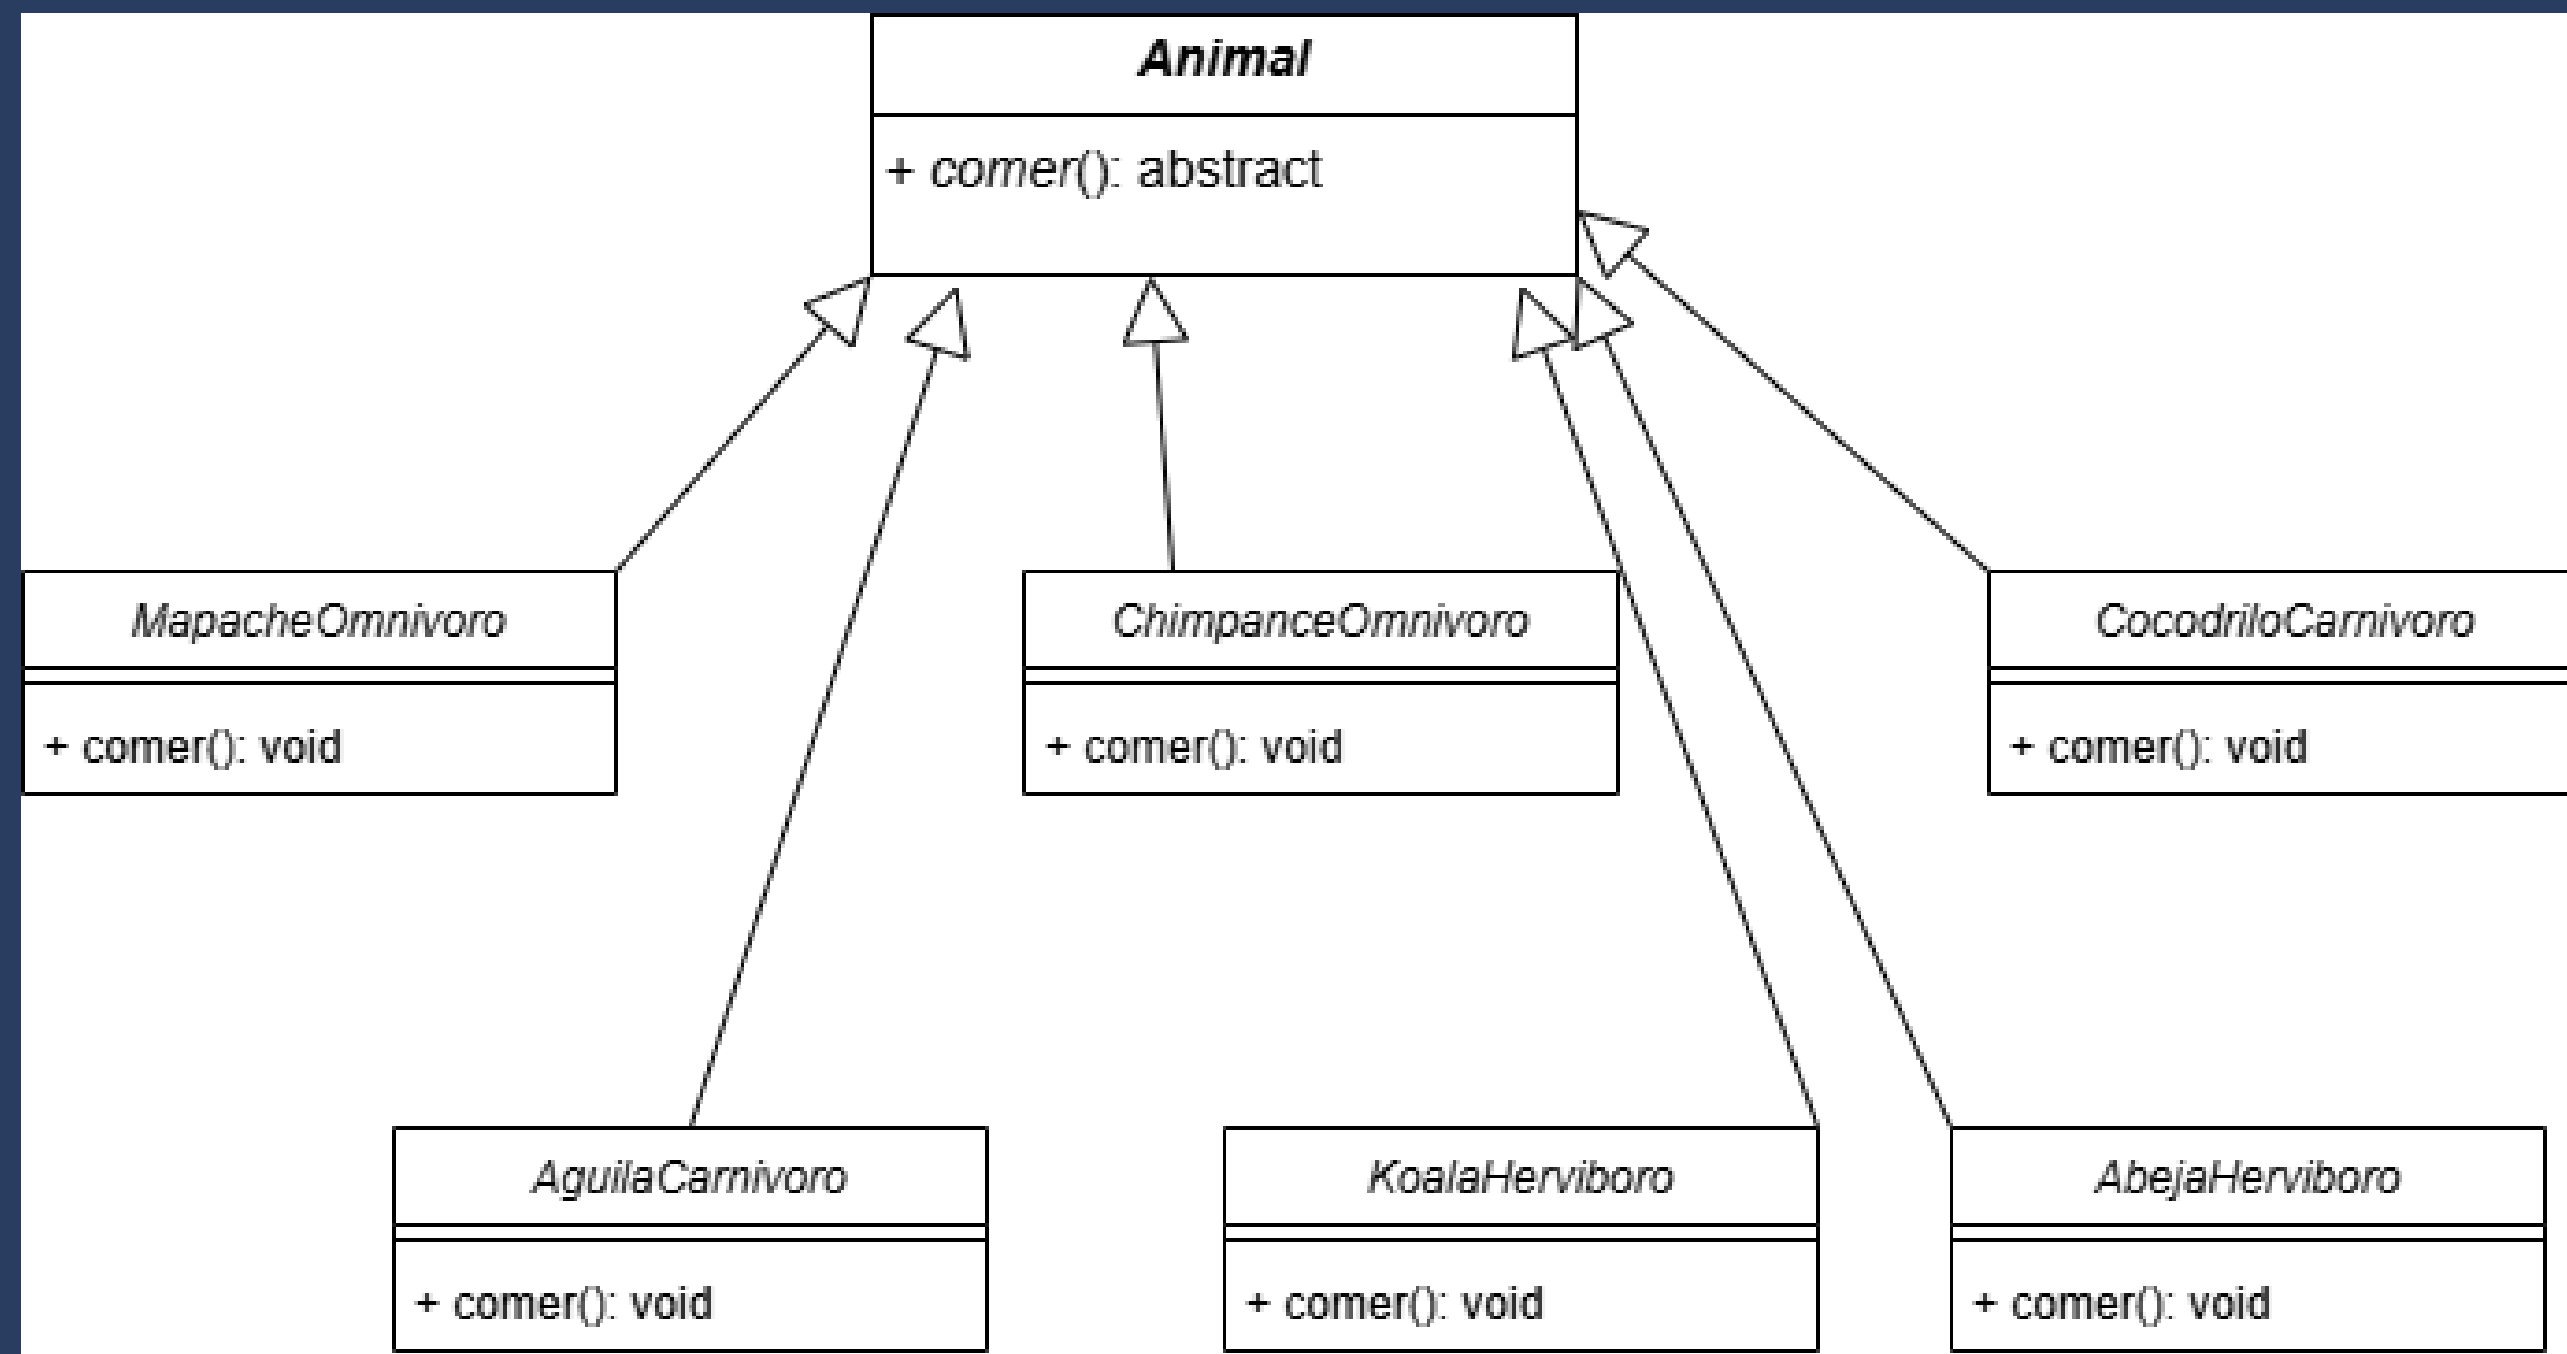 Animal
+ comer(): abstract
MapacheOmnivoro
+ comer(): void
ChimpanceOmnivoro
+ comer(): void
CocodriloCarnivoro
+ comer(): void
AguilaCarnivoro
+ comer(): void
KoalaHerviboro
+ comer(): void
AbejaHerviboro
+ comer(): void